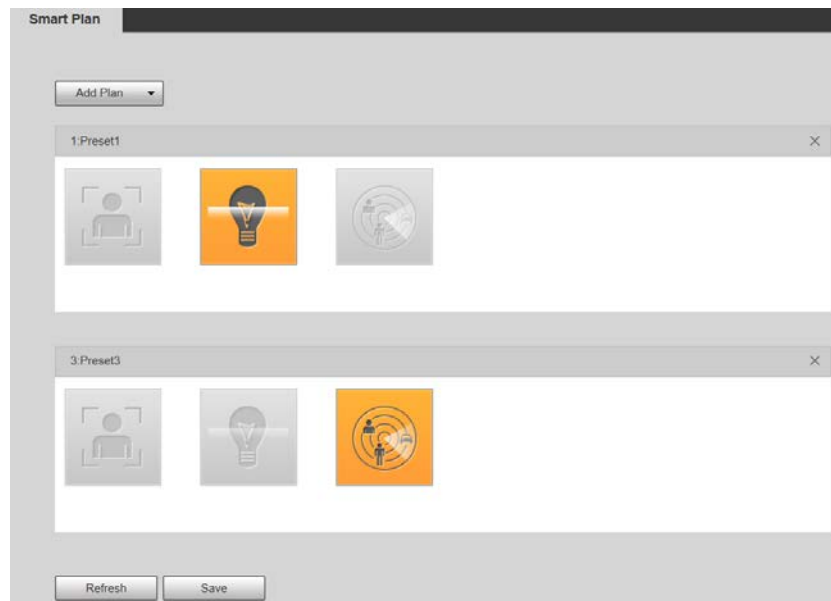 Smart Plan
Add Plan
1:Preset1
3:Preset3
Refresh Save